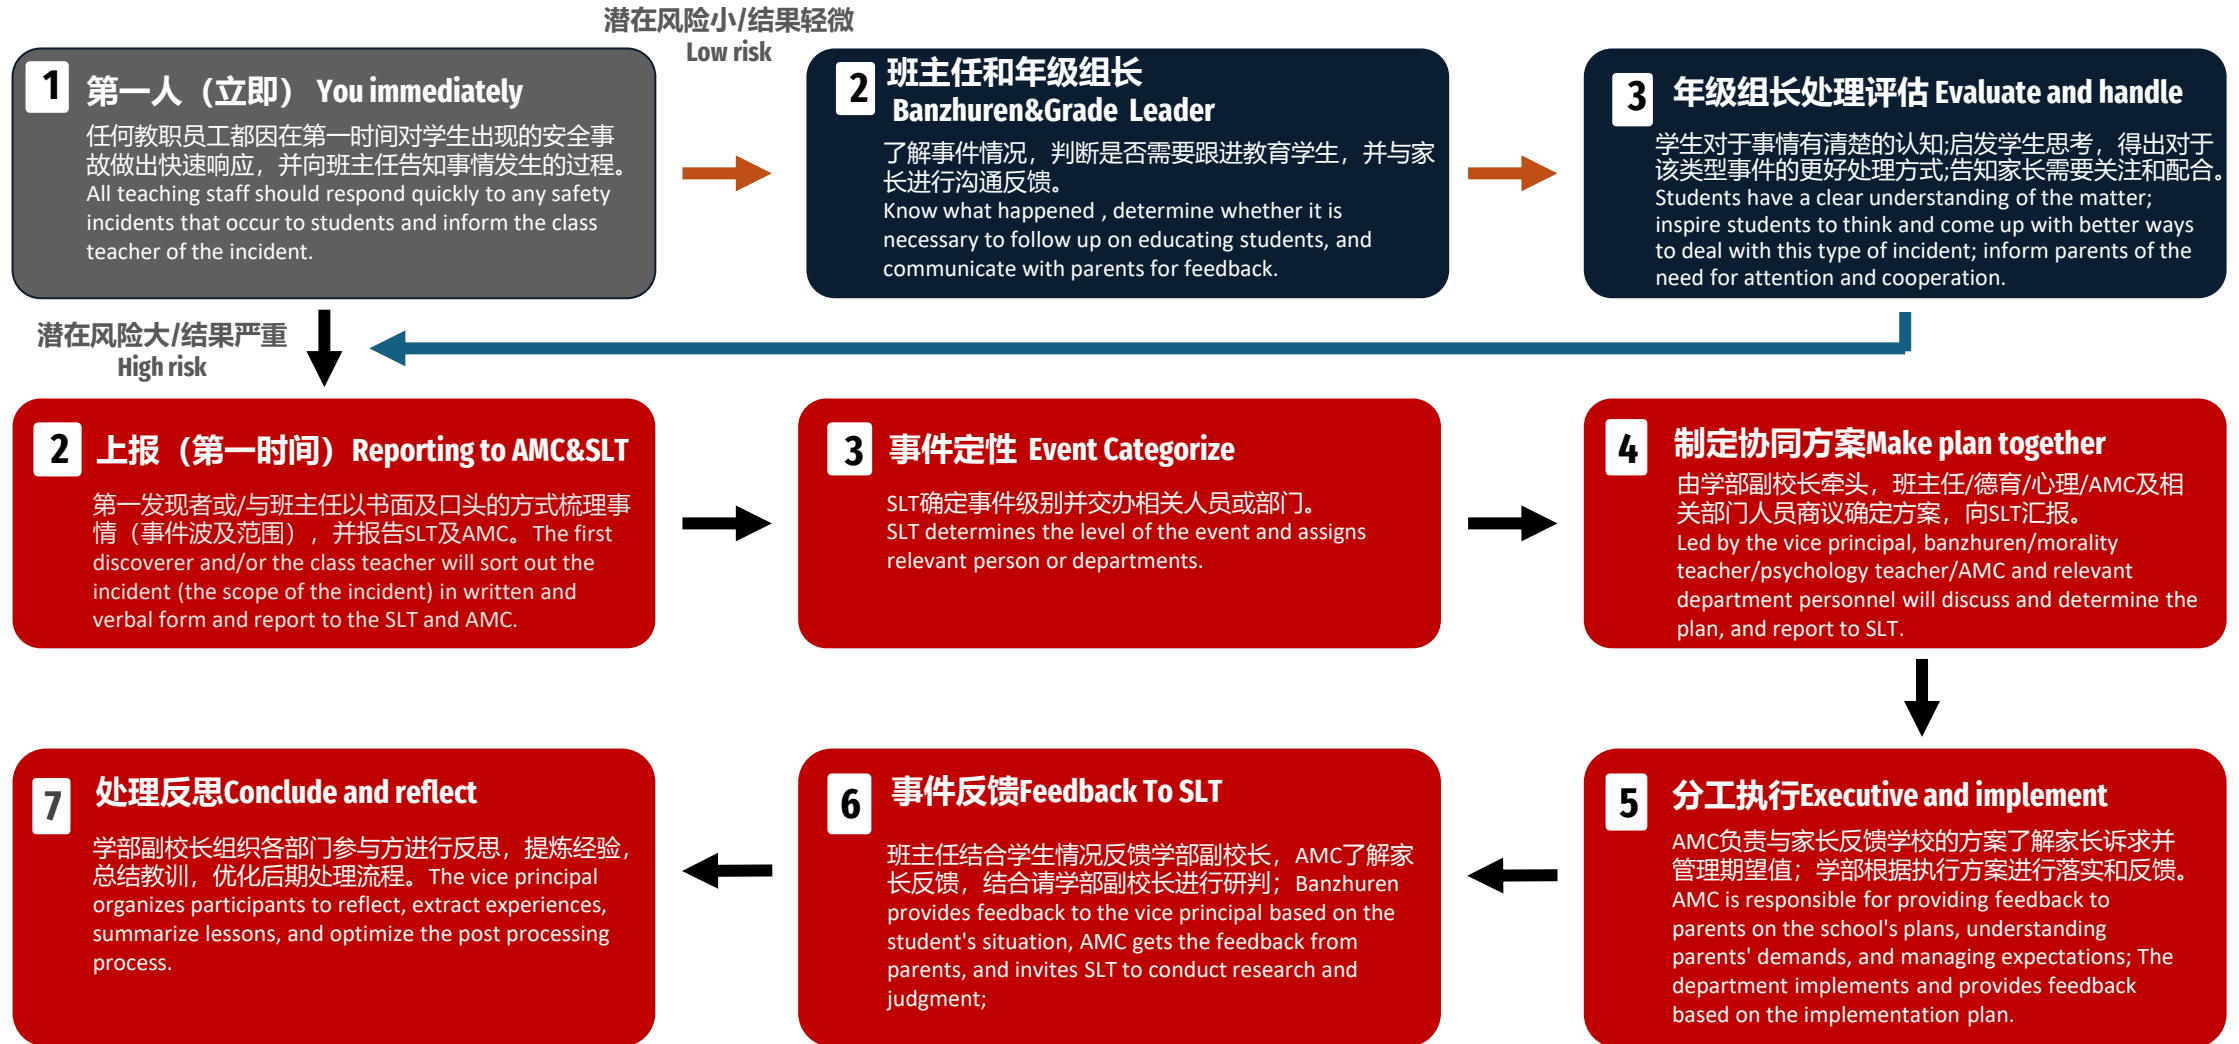 潜在风险小/结果轻微
Low risk
1 第一人（立即） You immediately
任何教职员工都因在第一时间对学生出现的安全事
故做出快速响应，并向班主任告知事情发生的过程。
All teaching staff should respond quickly to any safety
incidents that occur to students and inform the class
teacher of the incident.
2 班主任和年级组长
Banzhuren&Grade Leader
了解事件情况，判断是否需要跟进教育学生，并与家
长进行沟通反馈。
Know what happened , determine whether it is
necessary to follow up on educating students, and
communicate with parents for feedback.
3 年级组长处理评估 Evaluate and handle
学生对于事情有清楚的认知;启发学生思考，得出对于
该类型事件的更好处理方式;告知家长需要关注和配合。
Students have a clear understanding of the matter;
inspire students to think and come up with better ways
to deal with this type of incident; inform parents of the
need for attention and cooperation.
潜在风险大/结果严重
High risk
2 上报（第一时间）Reporting to AMC&SLT
第一发现者或/与班主任以书面及口头的方式梳理事
情（事件波及范围），并报告SLT及AMC。The first
discoverer and/or the class teacher will sort out the
incident (the scope of the incident) in written and
verbal form and report to the SLT and AMC.
3 事件定性 Event Categorize
SLT确定事件级别并交办相关人员或部门。
SLT determines the level of the event and assigns
relevant person or departments.
4 制定协同方案Make plan together
由学部副校长牵头，班主任/德育/心理/AMC及相
关部门人员商议确定方案，向SLT汇报。
Led by the vice principal, banzhuren/morality
teacher/psychology teacher/AMC and relevant
department personnel will discuss and determine the
plan, and report to SLT.
7 处理反思Conclude and reflect
学部副校长组织各部门参与方进行反思，提炼经验，
总结教训，优化后期处理流程。The vice principal
organizes participants to reflect, extract experiences,
summarize lessons, and optimize the post processing
process.
6 事件反馈Feedback To SLT
班主任结合学生情况反馈学部副校长，AMC了解家
长反馈，结合请学部副校长进行研判；Banzhuren
provides feedback to the vice principal based on the
student's situation, AMC gets the feedback from
parents, and invites SLT to conduct research and
judgment;
5 分工执行Executive and implement
AMC负责与家长反馈学校的方案了解家长诉求并
管理期望值；学部根据执行方案进行落实和反馈。
AMC is responsible for providing feedback to
parents on the school's plans, understanding
parents' demands, and managing expectations; The
department implements and provides feedback
based on the implementation plan.